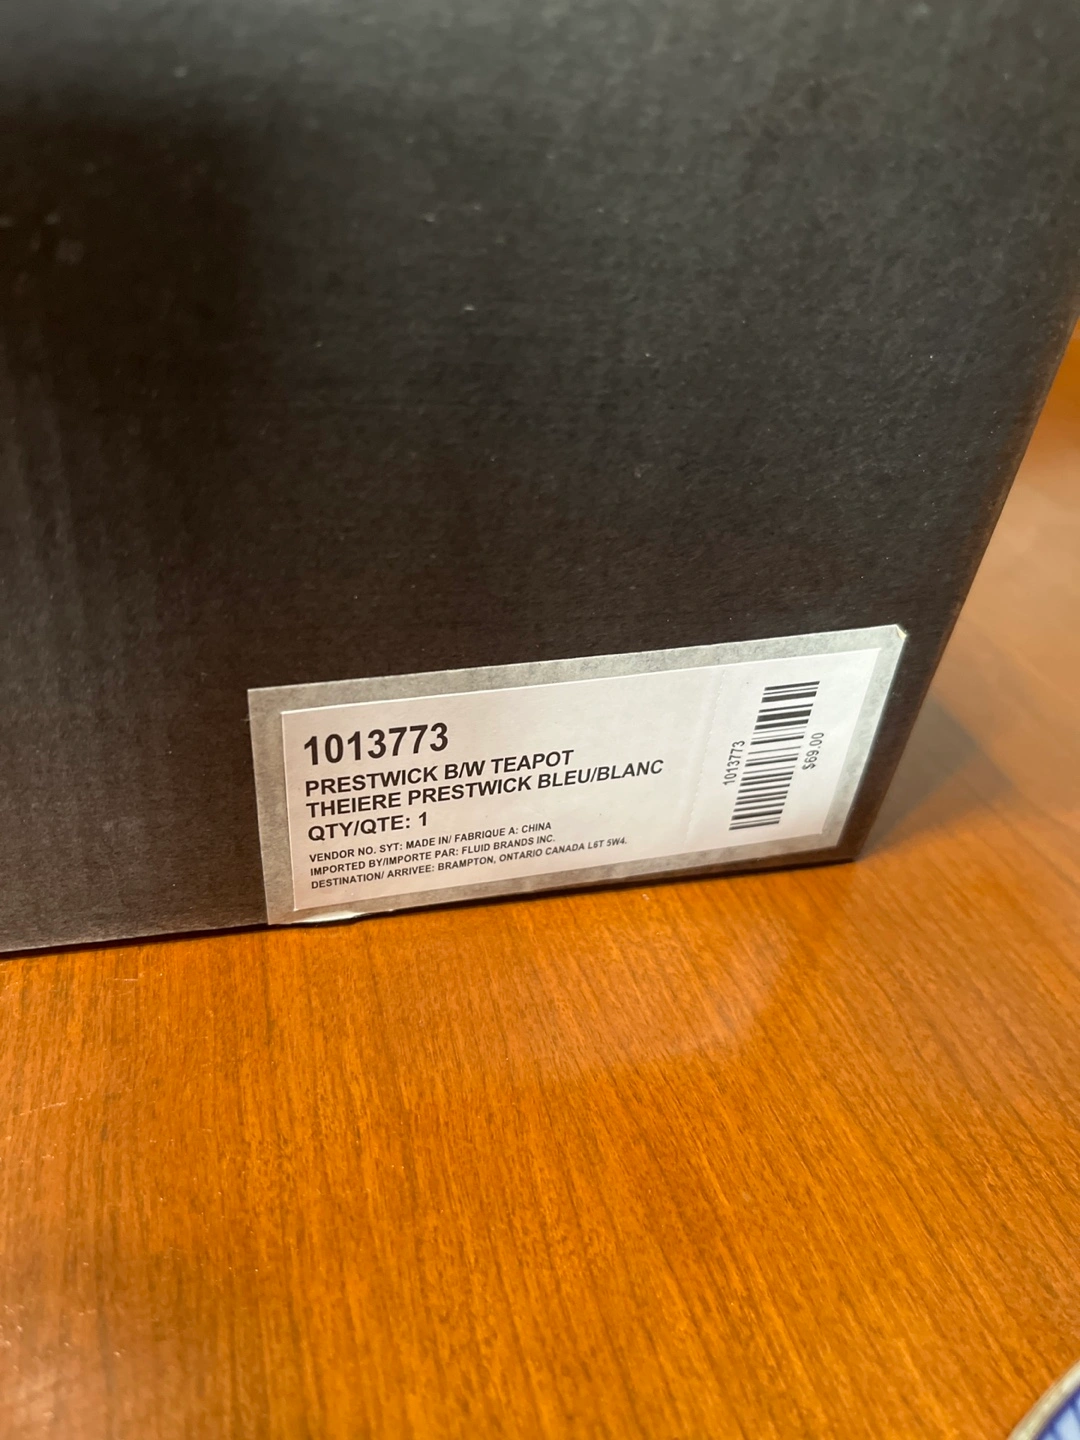 1013773
PRESTWICK B/W TEAPOT
THEIERE PRESTWICK BLEU/BLANC
QTY/QTE: 1
VENDOR NO. SYT: MADE IN/ FABRIQUE A: CHINA
IMPORTED BY/IMPORTE PAR: FLUID BRANDS INC.
DESTINATION/ ARRIVEE: BRAMPTON, ONTARIO CANADA L6T 5W4.
1013773
$69.00